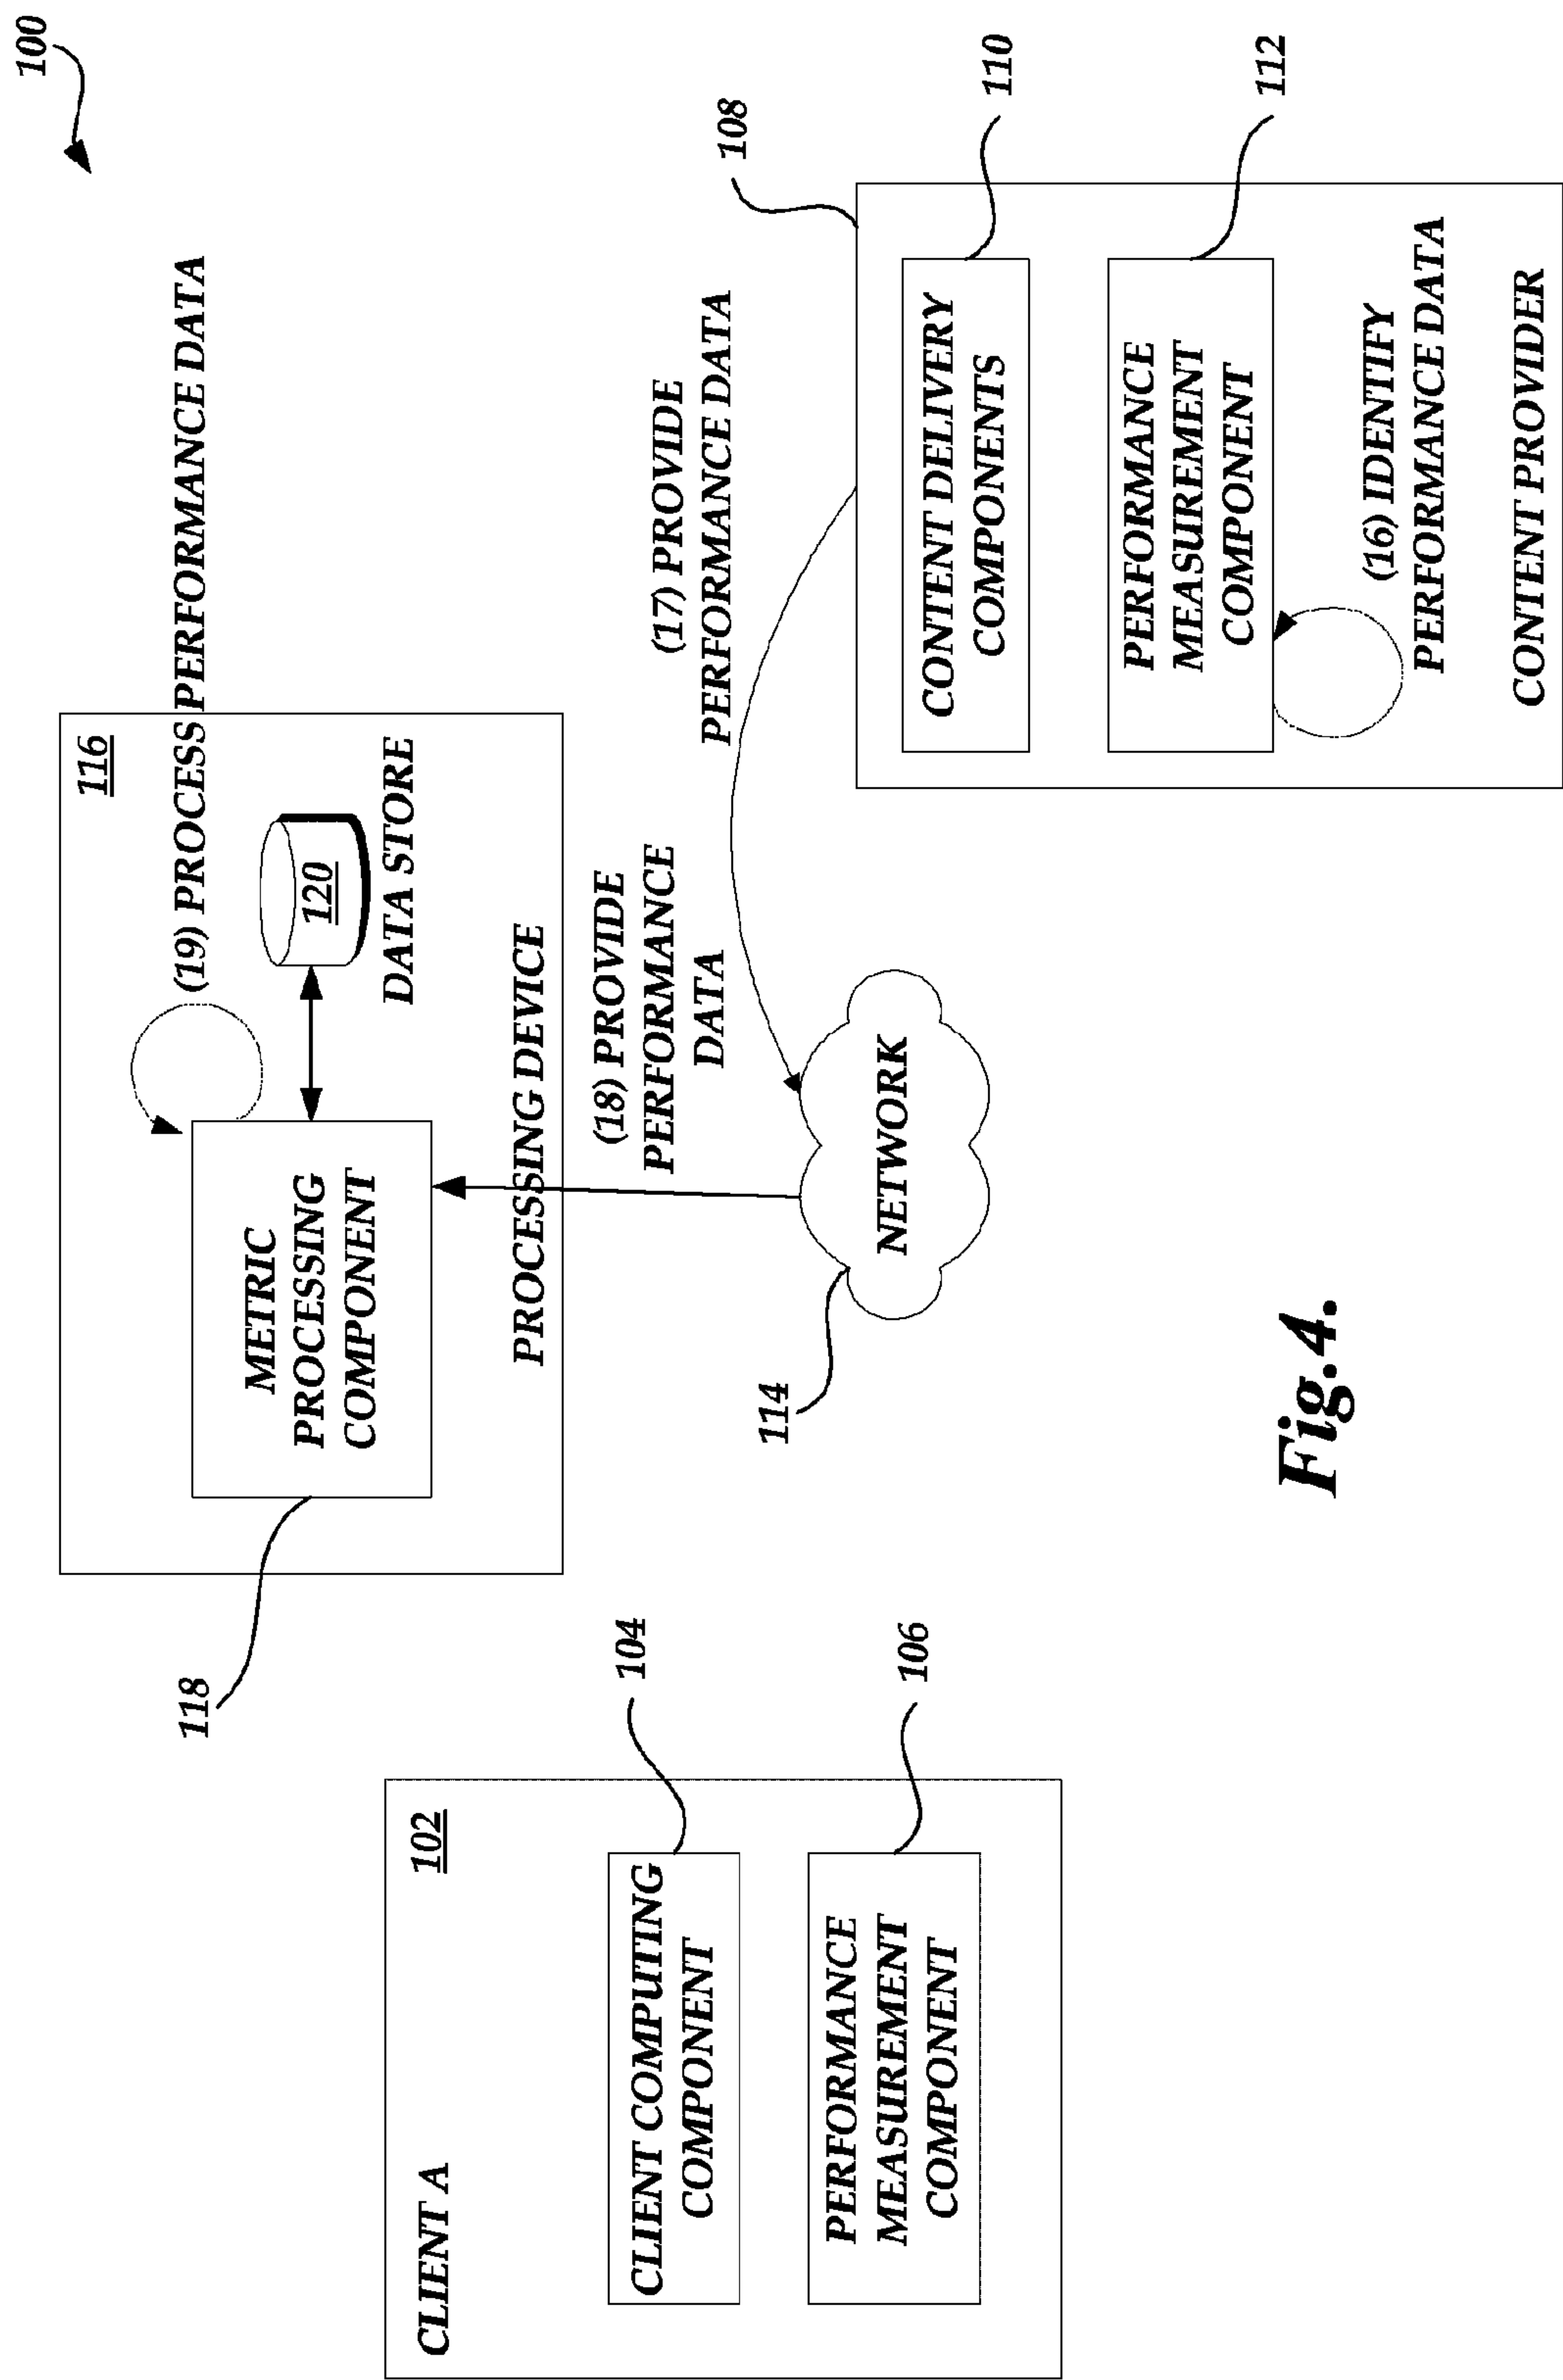 100
116
(19) PROCESS PERFORMANCE DATA
METRIC
PROCESSING
COMPONENT
118
120
DATA STORE
PROCESSING DEVICE
CLIENT A
102
CLIENT COMPUTING
COMPONENT
104
PERFORMANCE
MEASUREMENT
COMPONENT
106
(18) PROVIDE
PERFORMANCE
DATA
(17) PROVIDE
PERFORMANCE DATA
114
NETWORK
108
CONTENT DELIVERY
COMPONENTS
110
PERFORMANCE
MEASUREMENT
COMPONENT
112
(16) IDENTIFY
PERFORMANCE DATA
CONTENT PROVIDER
Fig.4.